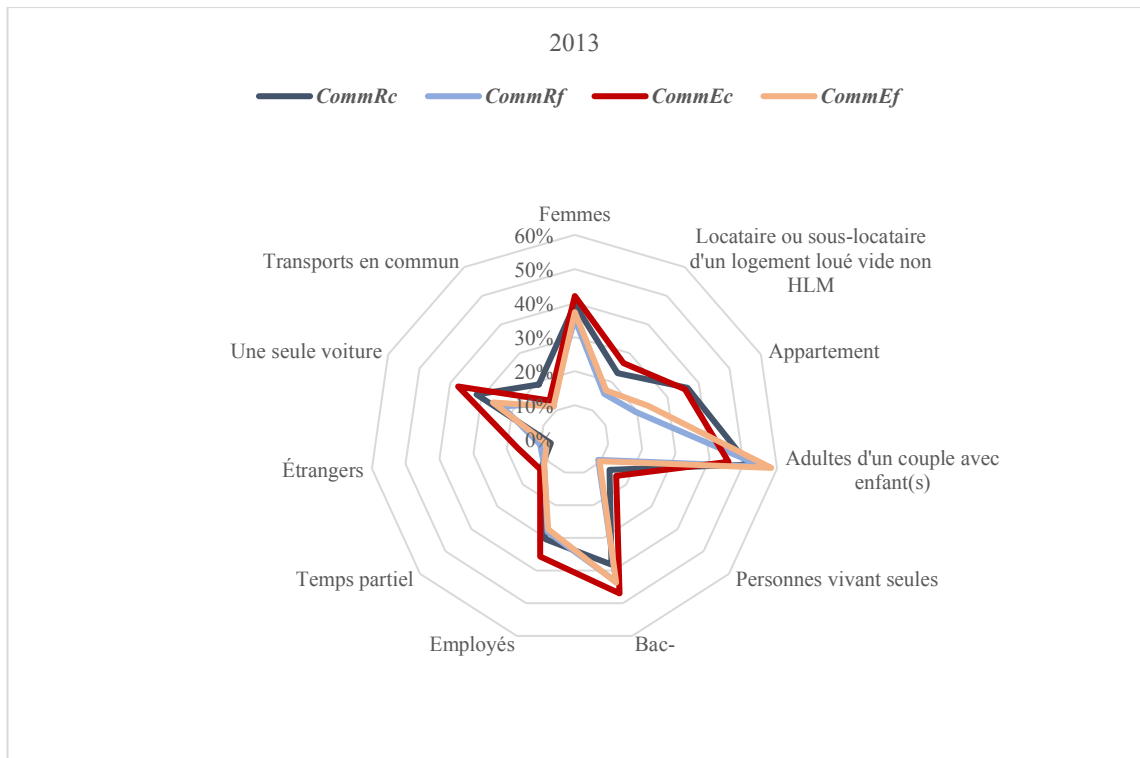 2013
CommRc CommRf CommEc CommEf
Femmes
Locataire ou sous-locataire
d'un logement loué vide non
HLM
Appartement
Adultes d'un couple avec
enfant(s)
Personnes vivant seules
Bac-
Employés
Temps partiel
Étrangers
Une seule voiture
Transports en commun
60%
50%
40%
30%
20%
10%
0%